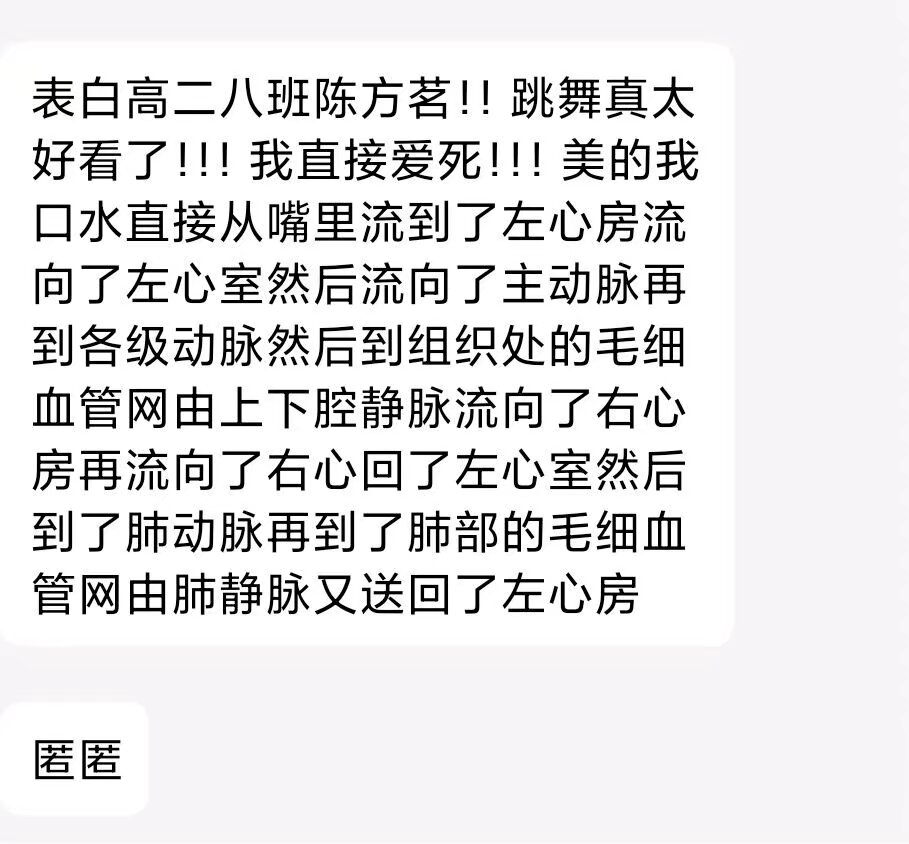 表白高二八班陈方茗!! 跳舞真太
好看了!!! 我直接爱死!!! 美的我
口水直接从嘴里流到了左心房流
向了左心室然后流向了主动脉再
到各级动脉然后到组织处的毛细
血管网由上下腔静脉流向了右心
房再流向了右心回了左心室然后
到了肺动脉再到了肺部的毛细血
管网由肺静脉又送回了左心房
匿匿